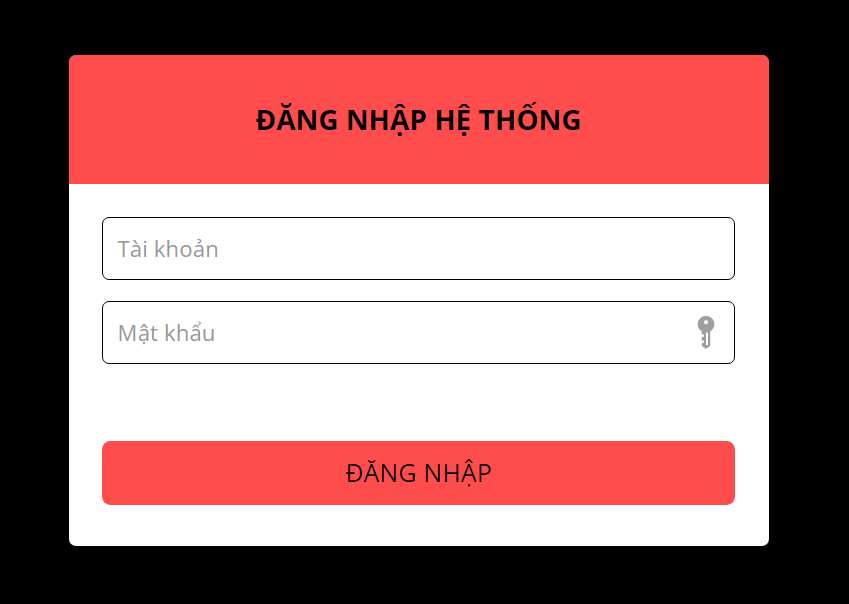 ĐĂNG NHẬP HỆ THỐNG
Tài khoản
Mật khẩu
ĐĂNG NHẬP